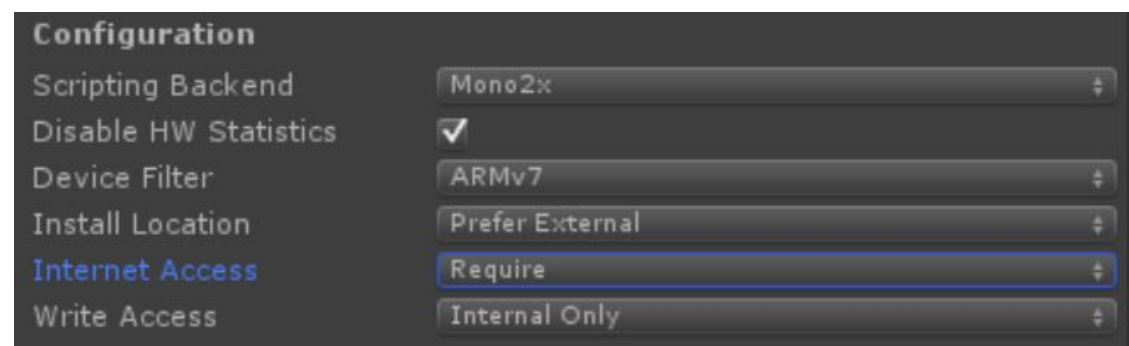 Configuration
Scripting Backend Mono2x
Disable HW Statistics
Device Filter ARMv7
Install Location Prefer External
Internet Access Require
Write Access Internal Only